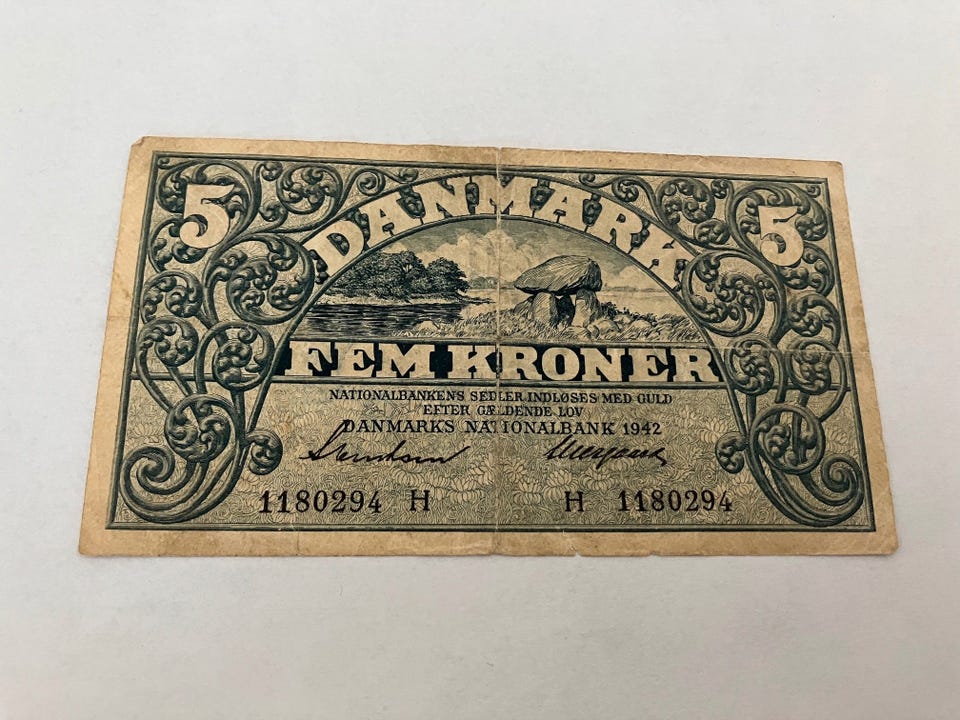 5 DANMARK 5
FEM KRONER
NATIONALBANKENS SEDLER INDLØSES MED GULD
EFTER GÆLDENDE LOV
DANMARKS NATIONALBANK 1942
1180294 H H 1180294